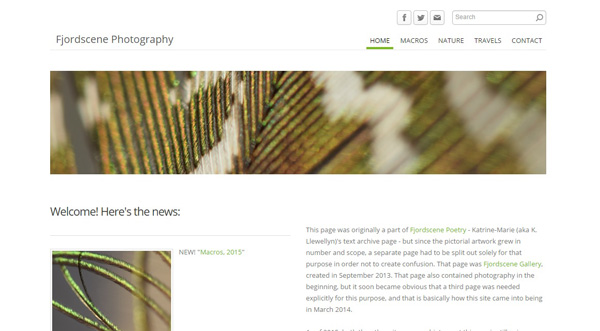 Search
Fjordscene Photography
HOME MACROS NATURE TRAVELS CONTACT
Welcome! Here's the news:
NEW! "Macros, 2015"
This page was originally a part of Fjordscene Poetry - Katrine-Marie (aka K.
Llewellyn)'s text archive page - but since the pictorial artwork grew in
number and scope, a separate page had to be split out solely for that
purpose in order not to create confusion. That page was Fjordscene Gallery,
created in September 2013. That page also contained photography in the
beginning, but it soon became obvious that a third page was needed
explicitly for this purpose, and that is basically how this site came into being
in March 2014.